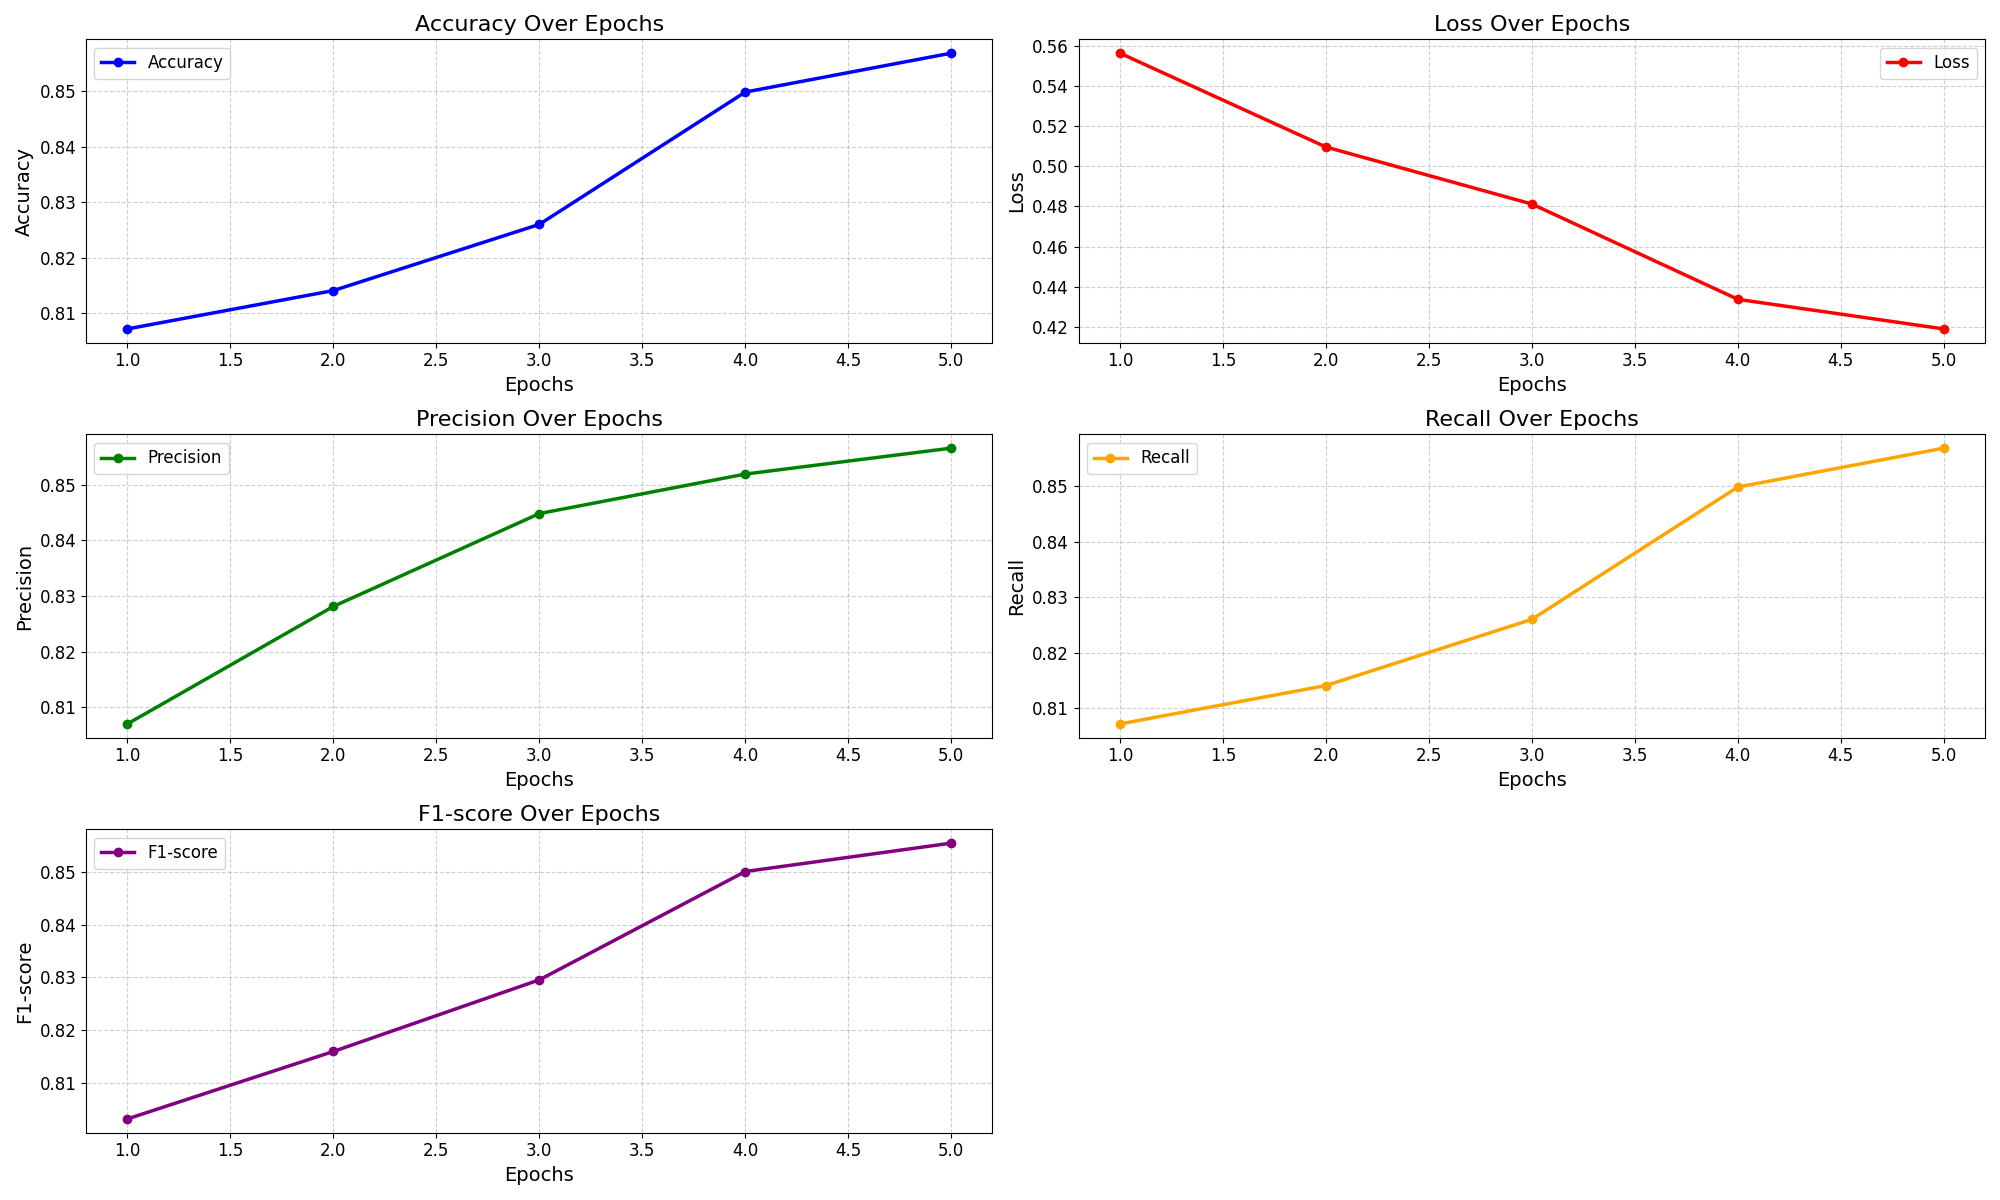 Accuracy Over Epochs
Accuracy
0.85
0.84
0.83
0.82
0.81
Accuracy
1.0 1.5 2.0 2.5 3.0 3.5 4.0 4.5 5.0
Epochs
Loss Over Epochs
Loss
0.56
0.54
0.52
0.50
0.48
0.46
0.44
0.42
Loss
1.0 1.5 2.0 2.5 3.0 3.5 4.0 4.5 5.0
Epochs
Precision Over Epochs
Precision
0.85
0.84
0.83
0.82
0.81
Precision
1.0 1.5 2.0 2.5 3.0 3.5 4.0 4.5 5.0
Epochs
Recall Over Epochs
Recall
0.85
0.84
0.83
0.82
0.81
Recall
1.0 1.5 2.0 2.5 3.0 3.5 4.0 4.5 5.0
Epochs
F1-score Over Epochs
F1-score
0.85
0.84
0.83
0.82
0.81
F1-score
1.0 1.5 2.0 2.5 3.0 3.5 4.0 4.5 5.0
Epochs